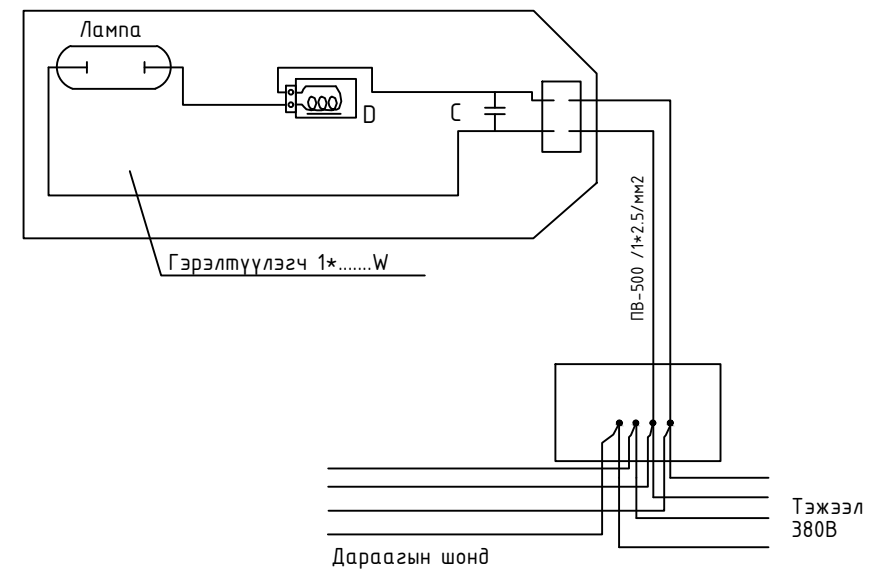 Лампа
D
C
ПВ-500 /1*2.5/мм2
Гэрэлтүүлэгч 1*.......W
Тэжээл
380В
Дараагын шонд